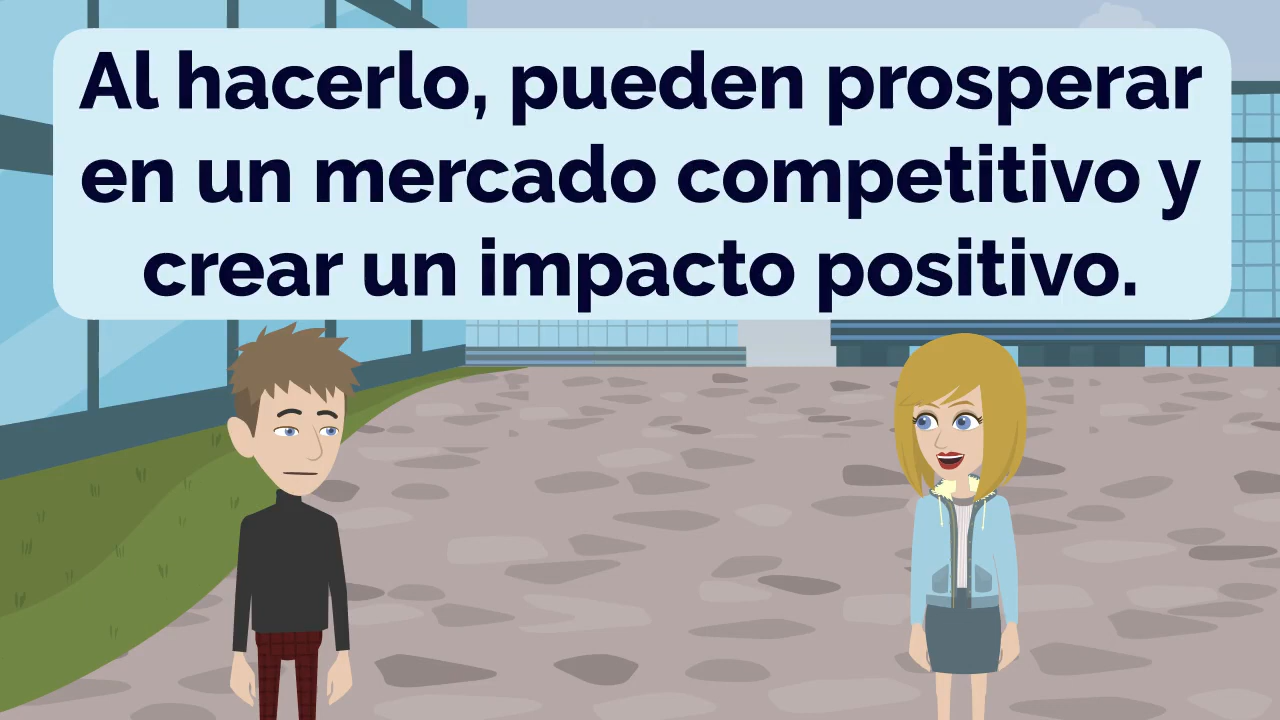 Al hacerlo, pueden prosperar
en un mercado competitivo y
crear un impacto positivo.